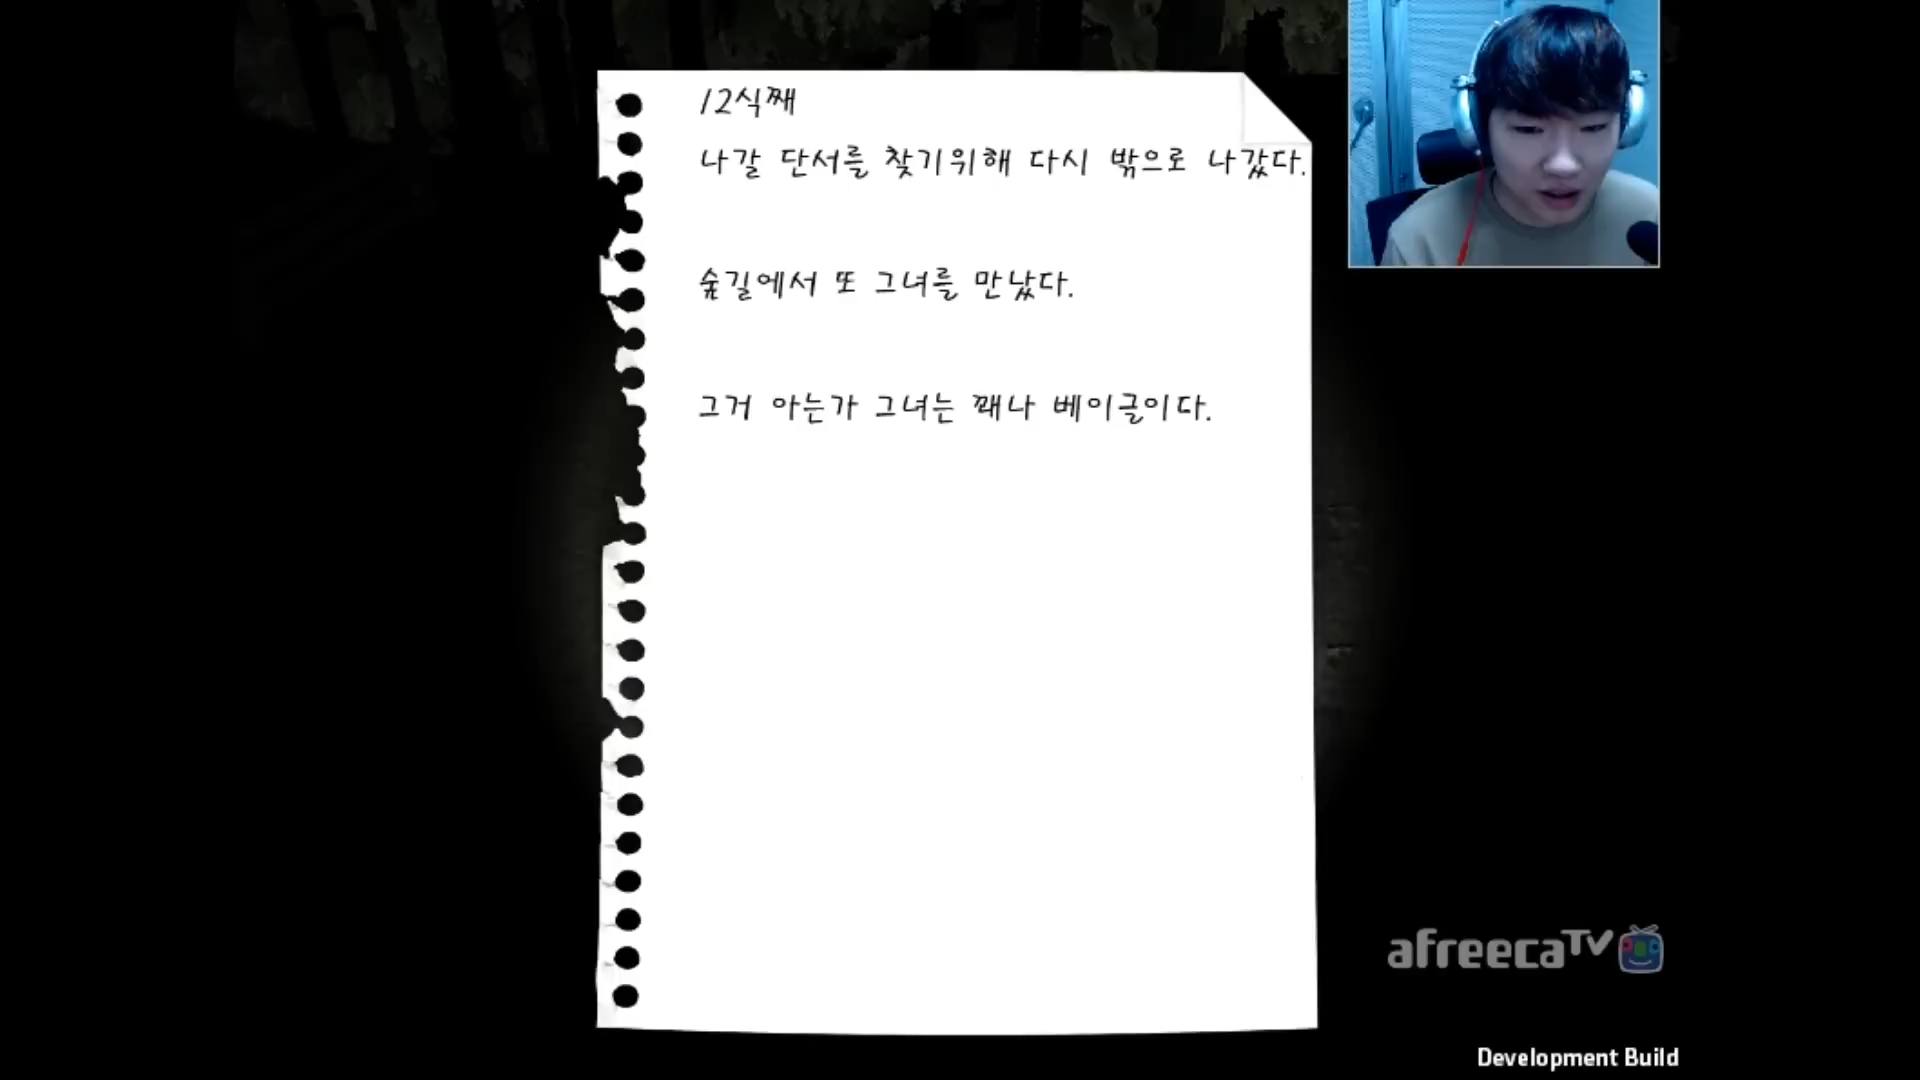 12식째
나갈 단서를 찾기위해 다시 밖으로 나갔다.
숲길에서 또 그녀를 만났다.
그거 아는가 그녀는 꽤나 베이글이다.
afreecaTV
Development Build